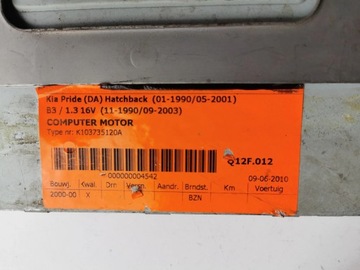 Kia Pride (DA) Hatchback (01-1990/05-2001)
B3 / 1.3 16V (11-1990/09-2003)
COMPUTER MOTOR
Type nr: K103735120A
000000004542
Q12F.012
09-06-2010
Bouwj. Kwal. Drn Versn. Aandr. Brndst. Km Voertuig
2000-00 X BZN